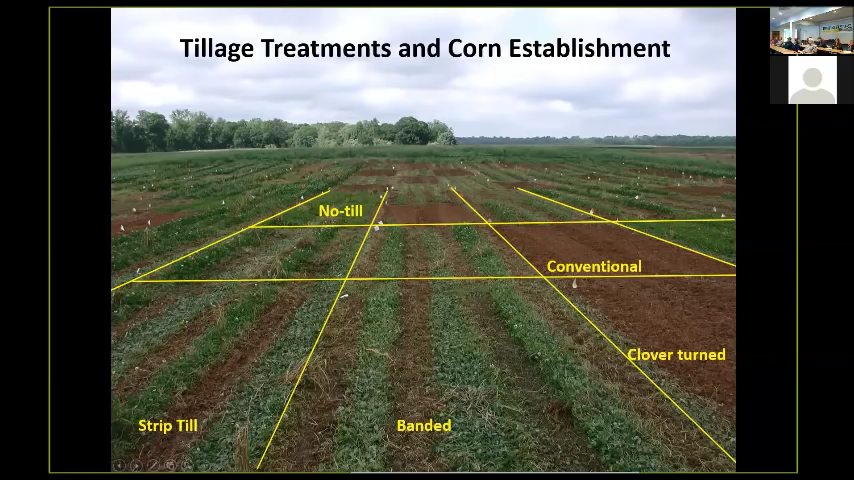 Tillage Treatments and Corn Establishment
No-till
Conventional
Clover turned
Strip Till
Banded